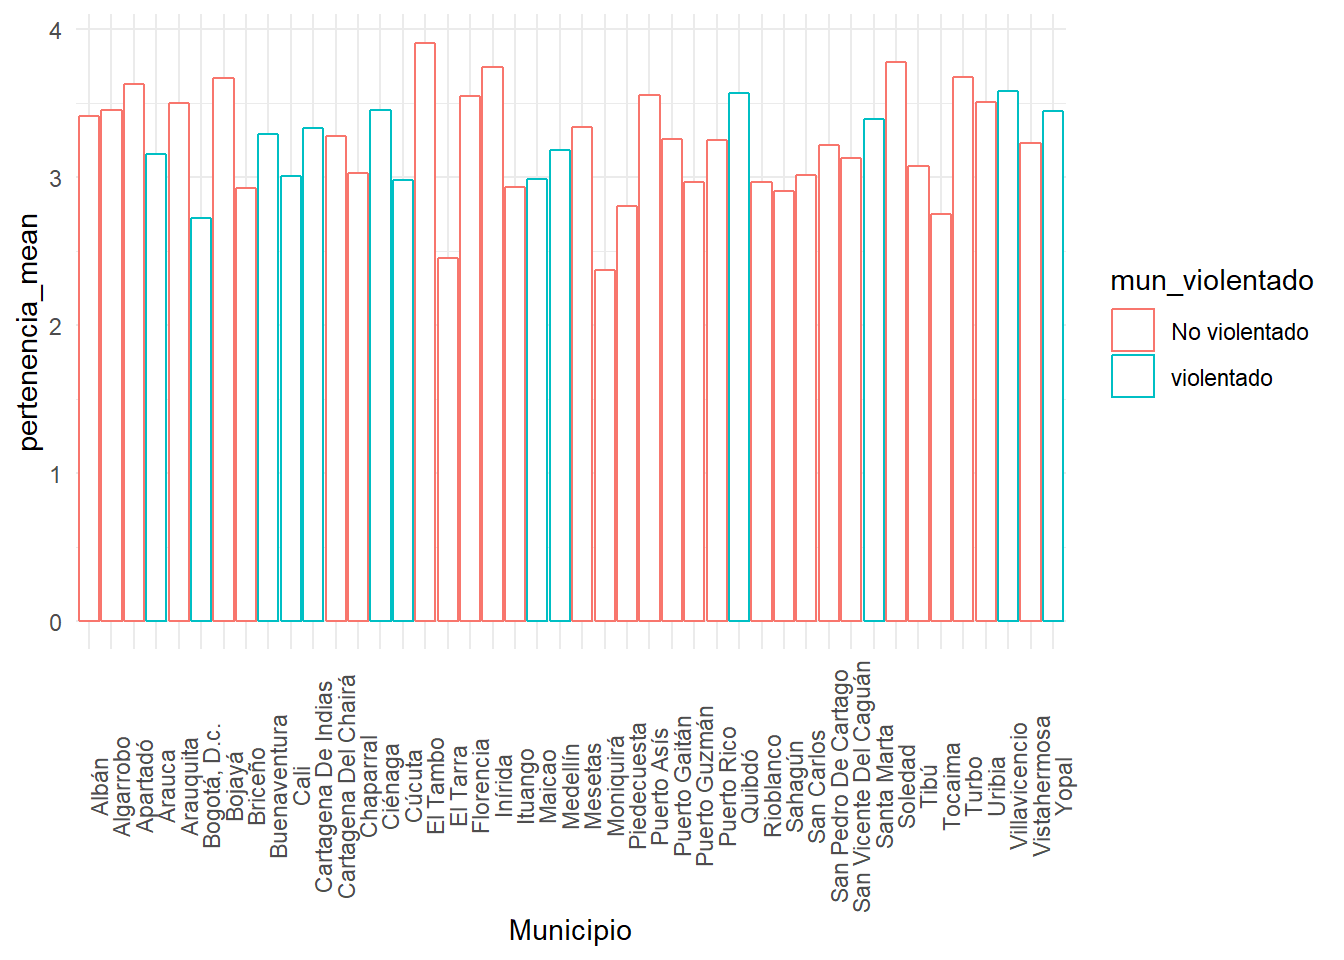 4
3
2
1
0
pertenencia_mean
Albán
Algarrobo
Apartadó
Arauca
Arauquita
Bogotá, D.c.
Bojayá
Briceño
Buenaventura
Cali
Cartagena De Indias
Cartagena Del Chairá
Chaparral
Ciénaga
Cúcuta
El Tambo
El Tarra
Florencia
Inírida
Ituango
Maicao
Medellín
Mesetas
Moniquirá
Piedecuesta
Puerto Asís
Puerto Gaitán
Puerto Guzmán
Puerto Rico
Quibdó
Rioblanco
Sahagún
San Carlos
San Pedro De Cartago
San Vicente Del Caguán
Santa Marta
Soledad
Tibú
Tocaima
Turbo
Uribia
Villavicencio
Vistahermosa
Yopal
Municipio
mun_violentado
No violentado
violentado